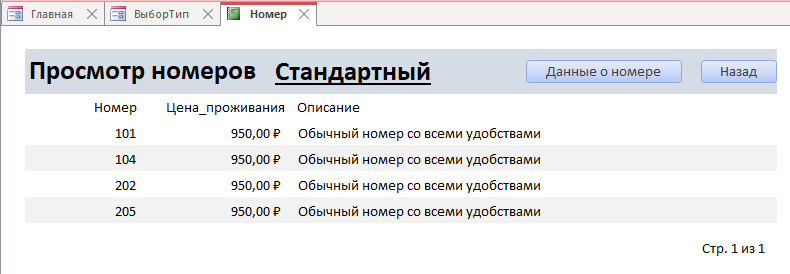 Главная ВыборТип Номер
Просмотр номеров Стандартный Данные о номере Назад
Номер Цена_проживания Описание
101 950,00 ₽ Обычный номер со всеми удобствами
104 950,00 ₽ Обычный номер со всеми удобствами
202 950,00 ₽ Обычный номер со всеми удобствами
205 950,00 ₽ Обычный номер со всеми удобствами
Стр. 1 из 1